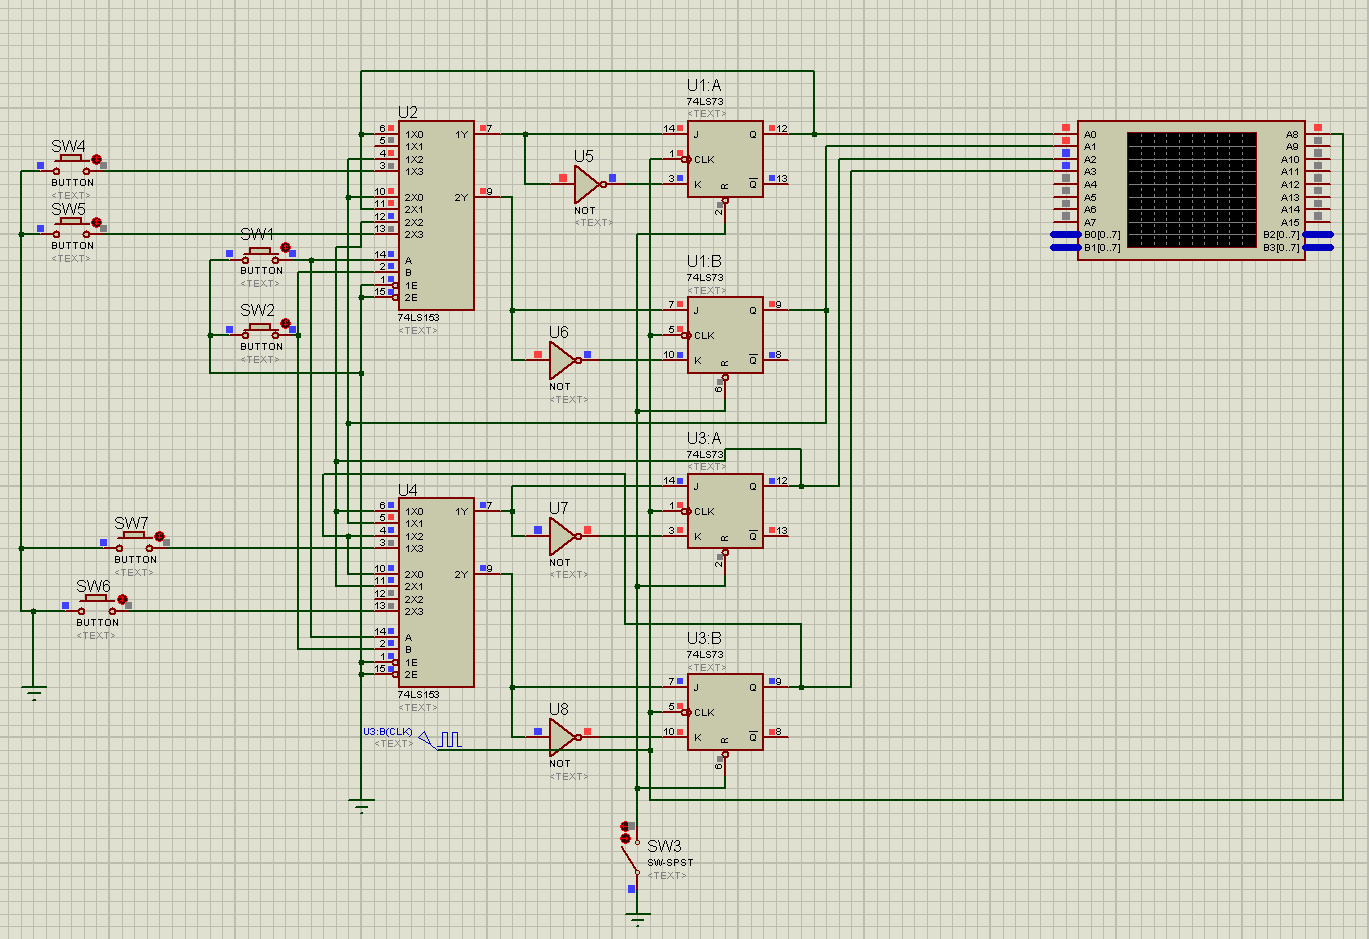 U1:A
74LS73
<TEXT>
U2
6
5
4
3
10
11
12
13
14
2
1
15
1X0
1X1
1X2
1X3
2X0
2X1
2X2
2X3
A
B
1E
2E
1Y
2Y
7
9
74LS153
<TEXT>
14
1
3
J
CLK
K
Q
Q
R
12
13
2
U5
NOT
<TEXT>
SW4
BUTTON
<TEXT>
SW5
BUTTON
<TEXT>
SW1
BUTTON
<TEXT>
SW2
BUTTON
<TEXT>
A0
A1
A2
A3
A4
A5
A6
A7
B0[0..7]
B1[0..7]
A8
A9
A10
A11
A12
A13
A14
A15
B2[0..7]
B3[0..7]
U1:B
74LS73
<TEXT>
7
5
10
J
CLK
K
Q
Q
R
9
8
6
U6
NOT
<TEXT>
U3:A
74LS73
<TEXT>
14
1
3
J
CLK
K
Q
Q
R
12
13
2
U4
6
5
4
3
10
11
12
13
14
2
1
15
1X0
1X1
1X2
1X3
2X0
2X1
2X2
2X3
A
B
1E
2E
1Y
2Y
7
9
74LS153
<TEXT>
U7
NOT
<TEXT>
SW7
BUTTON
<TEXT>
SW6
BUTTON
<TEXT>
U3:B
74LS73
<TEXT>
7
5
10
J
CLK
K
Q
Q
R
9
8
6
U8
NOT
<TEXT>
U3:B(CLK)
<TEXT>
SW3
SW-SPST
<TEXT>